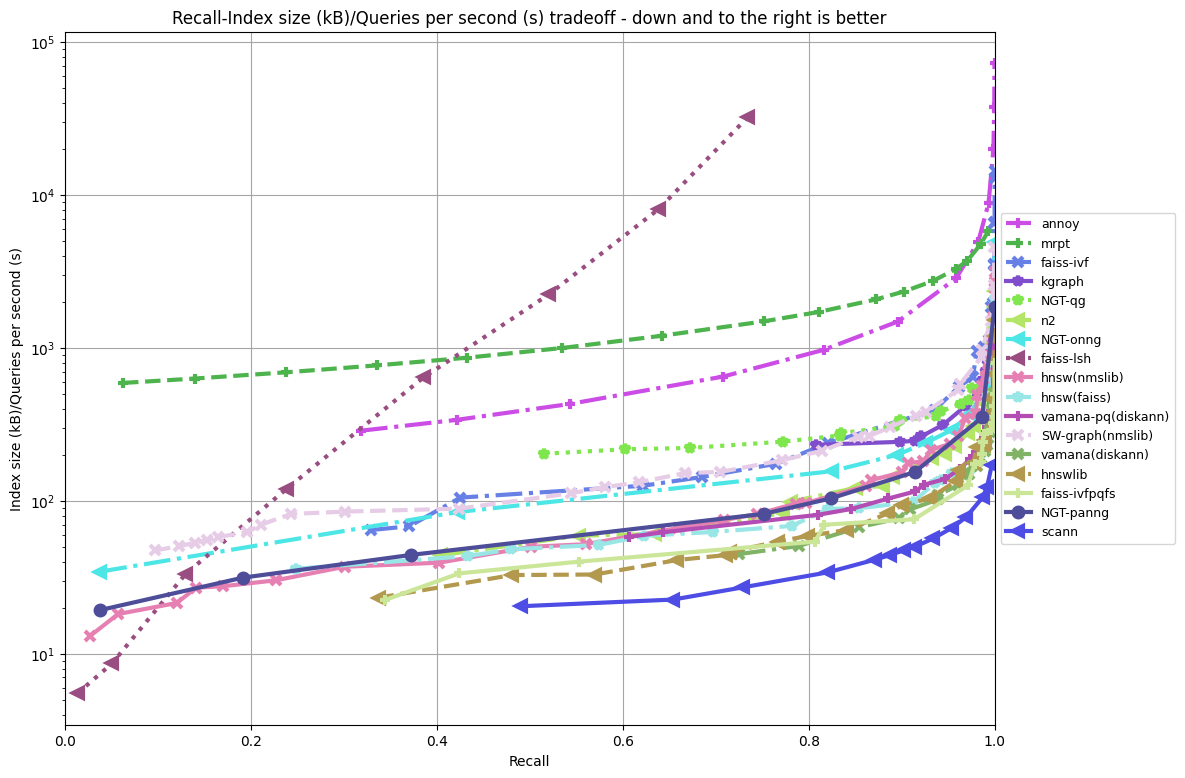 Recall-Index size (kB)/Queries per second (s) tradeoff - down and to the right is better
Index size (kB)/Queries per second (s)
10^5
10^4
10^3
10^2
10^1
0.0 0.2 0.4 0.6 0.8 1.0
Recall
annoy
mrpt
faiss-ivf
kgraph
NGT-qg
n2
NGT-onng
faiss-lsh
hnsw(nmslib)
hnsw(faiss)
vamana-pq(diskann)
SW-graph(nmslib)
vamana(diskann)
hnswlib
faiss-ivfpqfs
NGT-panng
scann